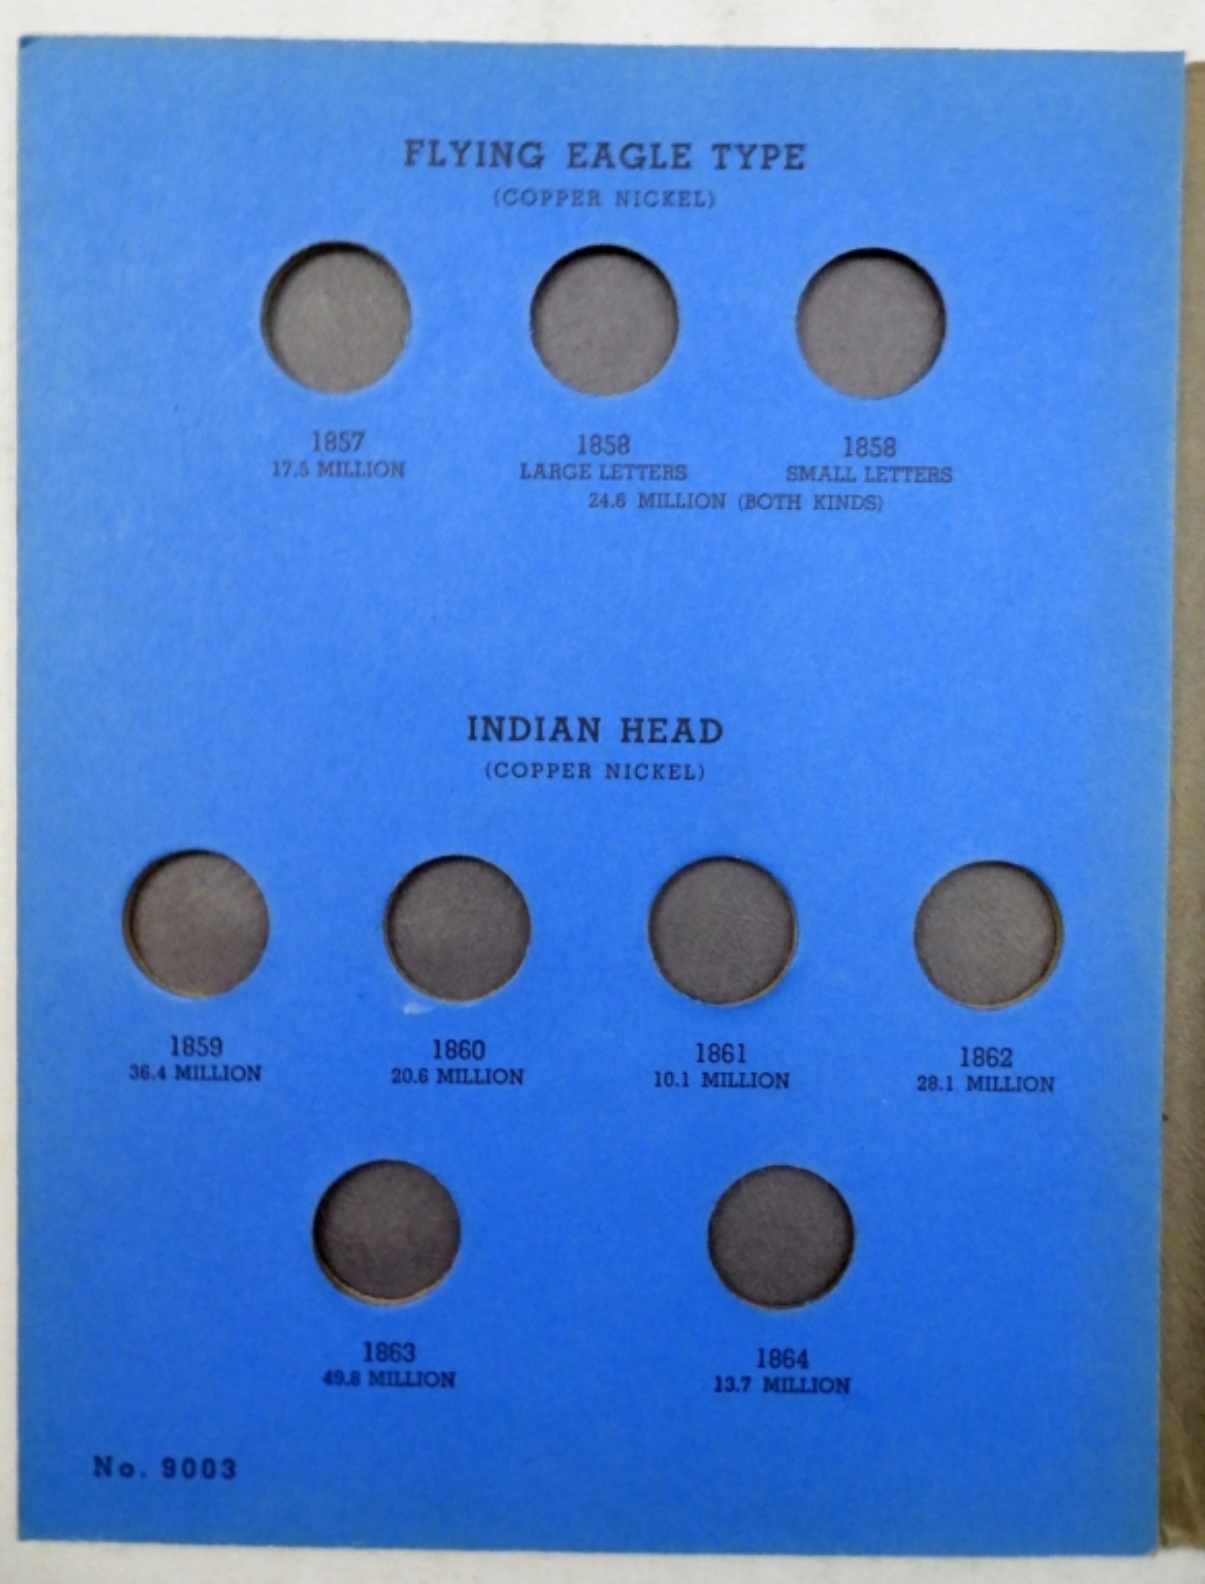 FLYING EAGLE TYPE
(COPPER NICKEL)
1857
17.5 MILLION
1858
LARGE LETTERS
1858
SMALL LETTERS
24.6 MILLION (BOTH KINDS)
INDIAN HEAD
(COPPER NICKEL)
1859
36.4 MILLION
1860
20.6 MILLION
1861
10.1 MILLION
1862
28.1 MILLION
1863
49.8 MILLION
1864
13.7 MILLION
No. 9003